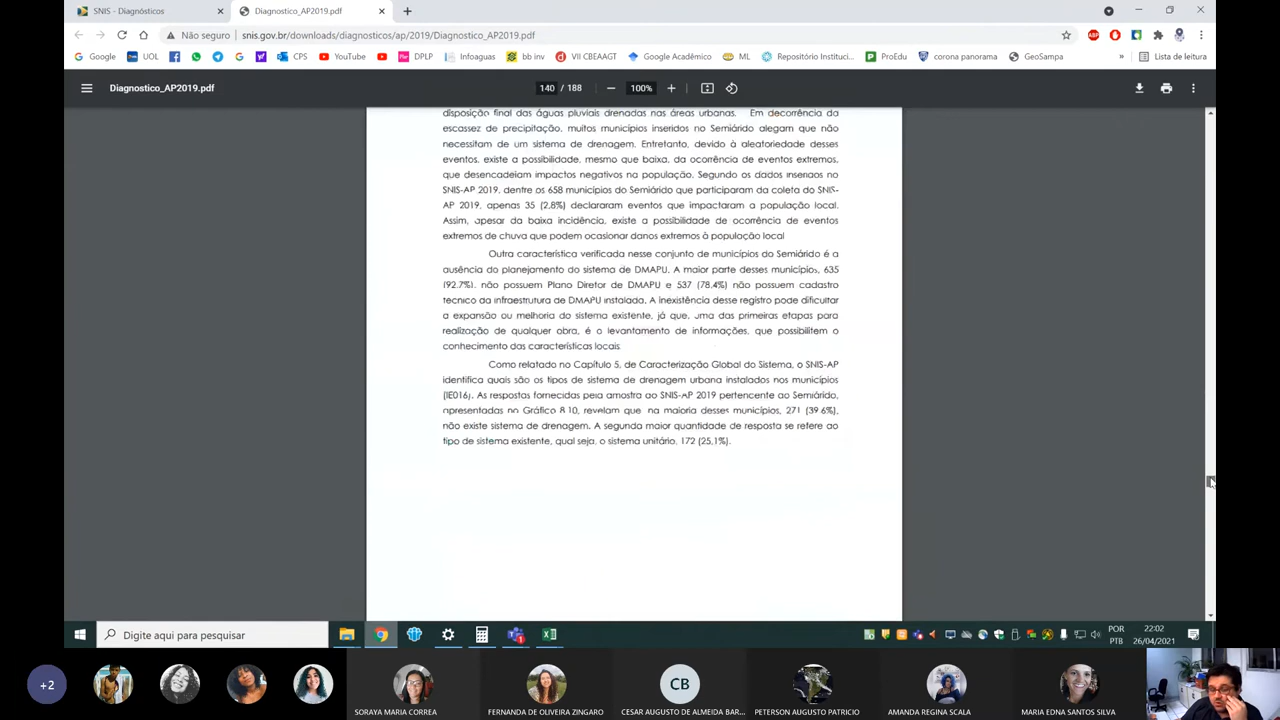 SNIS - Diagnósticos
Diagnostico_AP2019.pdf
Não seguro
snis.gov.br/downloads/diagnosticos/ap/2019/Diagnostico_AP2019.pdf
Google
UOL
CPS
YouTube
DPLP
Infoaguas
bb inv
VII CBEAAGT
Google Acadêmico
ML
Repositório Instituci...
ProEdu
corona panorama
GeoSampa
»
Lista de leitura
Diagnostico_AP2019.pdf
140 / 188
100%
disposição final das águas pluviais drenadas nas áreas urbanas. Em decorrência da
escassez de precipitação, muitos municípios inseridos no Semiárido alegam que não
necessitam de um sistema de drenagem. Entretanto, devido à aleatoriedade desses
eventos, existe a possibilidade, mesmo que baixa, da ocorrência de eventos extremos,
que desencadeiam impactos negativos na população. Segundo os dados inseridos no
SNIS-AP 2019, dentre os 658 municípios do Semiárido que participaram da coleta do SNIS-
AP 2019, apenas 35 (2,8%) declararam eventos que impactaram a população local.
Assim, apesar da baixa incidência, existe a possibilidade de ocorrência de eventos
extremos de chuva que podem ocasionar danos extremos à população local
Outra característica verificada nesse conjunto de municípios do Semiárido é a
ausência do planejamento do sistema de DMAPU. A maior parte desses municípios, 635
(92,7%), não possuem Plano Diretor de DMAPU e 537 (78,4%) não possuem cadastro
técnico da infraestrutura de DMAPU instalada. A inexistência desse registro pode dificultar
a expansão ou melhoria do sistema existente, já que, uma das primeiras etapas para
realização de qualquer obra, é o levantamento de informações, que possibilitem o
conhecimento das características locais
Como relatado no Capítulo 5, de Caracterização Global do Sistema, o SNIS-AP
identifica quais são os tipos de sistema de drenagem urbana instalados nos municípios
(IE016). As respostas fornecidas pela amostra ao SNIS-AP 2019 pertencente ao Semiárido,
apresentadas no Gráfico 8.10, revelam que, na maioria desses municípios, 271 (39,6%),
não existe sistema de drenagem. A segunda maior quantidade de resposta se refere ao
tipo de sistema existente, qual seja, o sistema unitário, 172 (25,1%).
Digite aqui para pesquisar
POR
PTB
22:02
26/04/2021
+2
CB
SORAYA MARIA CORREA
FERNANDA DE OLIVEIRA ZINGARO
CESAR AUGUSTO DE ALMEIDA BAR...
PETERSON AUGUSTO PATRICIO
AMANDA REGINA SCALA
MARIA EDNA SANTOS SILVA